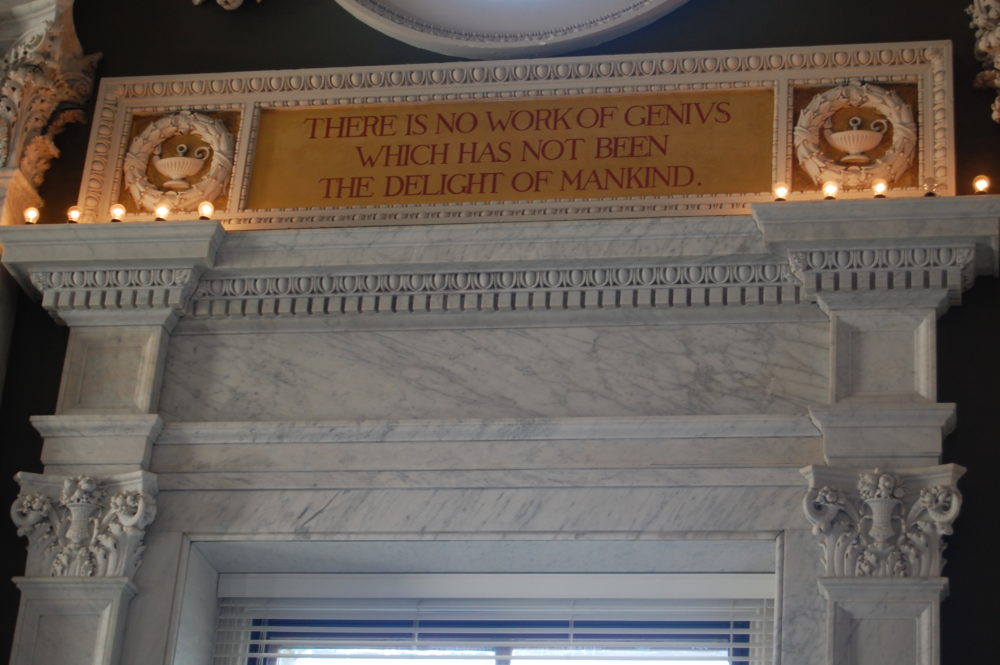 THERE IS NO WORK OF GENIVS
WHICH HAS NOT BEEN
THE DELIGHT OF MANKIND.